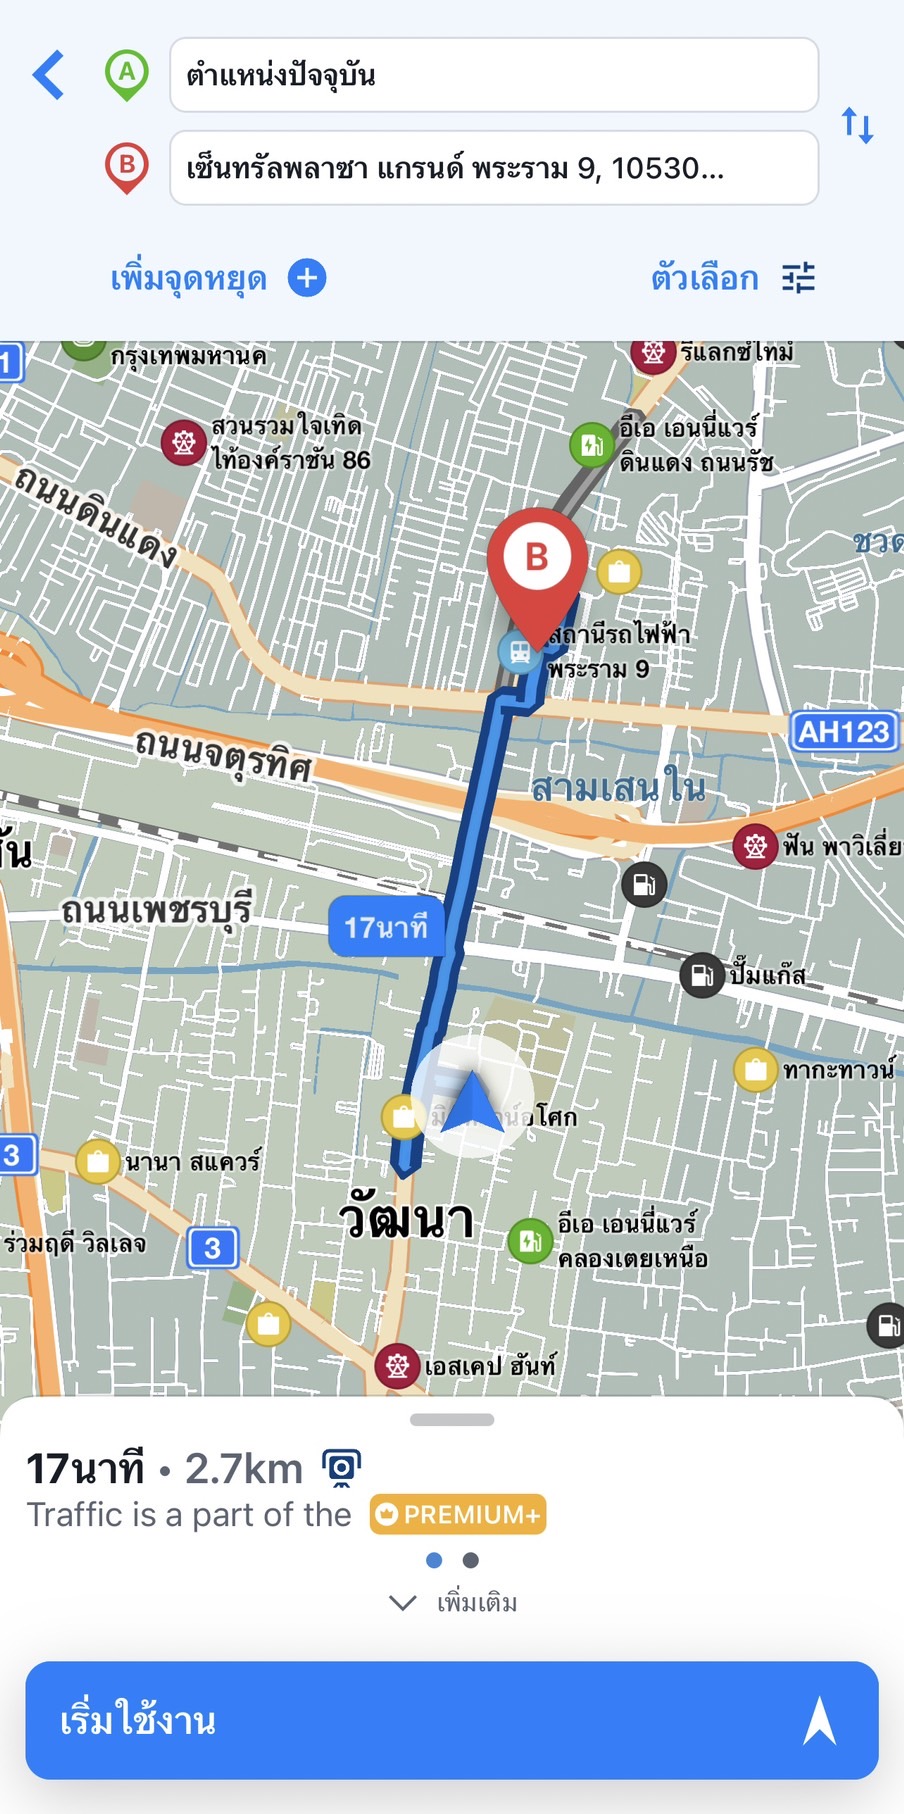 A
ตำแหน่งปัจจุบัน
B
เซ็นทรัลพลาซา แกรนด์ พระราม 9, 10530...
เพิ่มจุดหยุด
ตัวเลือก
1
กรุงเทพมหานค
รีแลกซ์ไทม์
สวนรวมใจเทิด
ไท้องค์ราชัน 86
อีเอ เอนนี่แวร์
ดินแดง ถนนรัช
ถนนดินแดง
ชวด
B
สถานีรถไฟฟ้า
พระราม 9
AH123
ถนนจตุรทิศ
สามเสนใน
ฟัน พาวิเลี่ย
ถนนเพชรบุรี
17นาที
ปั๊มแก๊ส
ทากะทาวน์
อโศก
3
นานา สแควร์
วัฒนา
อีเอ เอนนี่แวร์
คลองเตยเหนือ
ร่วมฤดี วิลเลจ
3
เอสเคป ฮันท์
17นาที • 2.7km
Traffic is a part of the PREMIUM+
เพิ่มเติม
เริ่มใช้งาน